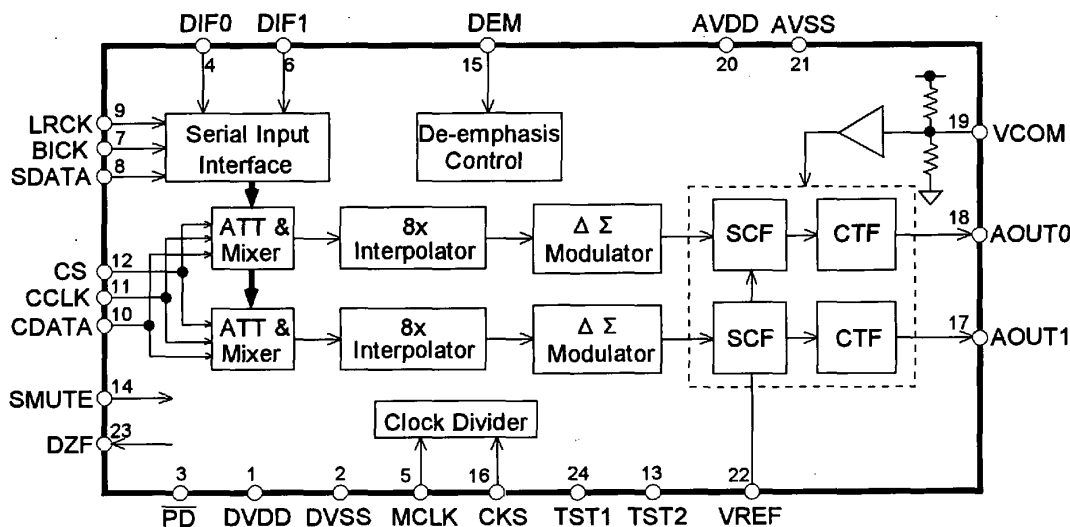 DIF0 DIF1 DEM AVDD AVSS
4 6 15 20 21
LRCK 9
BICK 7
SDATA 8
Serial Input
Interface
De-emphasis
Control
19 VCOM
ATT &
Mixer
8x
Interpolator
Δ Σ
Modulator
SCF
CTF
18 AOUT0
CS 12
CCLK 11
CDATA 10
ATT &
Mixer
8x
Interpolator
Δ Σ
Modulator
SCF
CTF
17 AOUT1
SMUTE 14
DZF 23
Clock Divider
3 1 2 5 16 24 13 22
PD DVDD DVSS MCLK CKS TST1 TST2 VREF